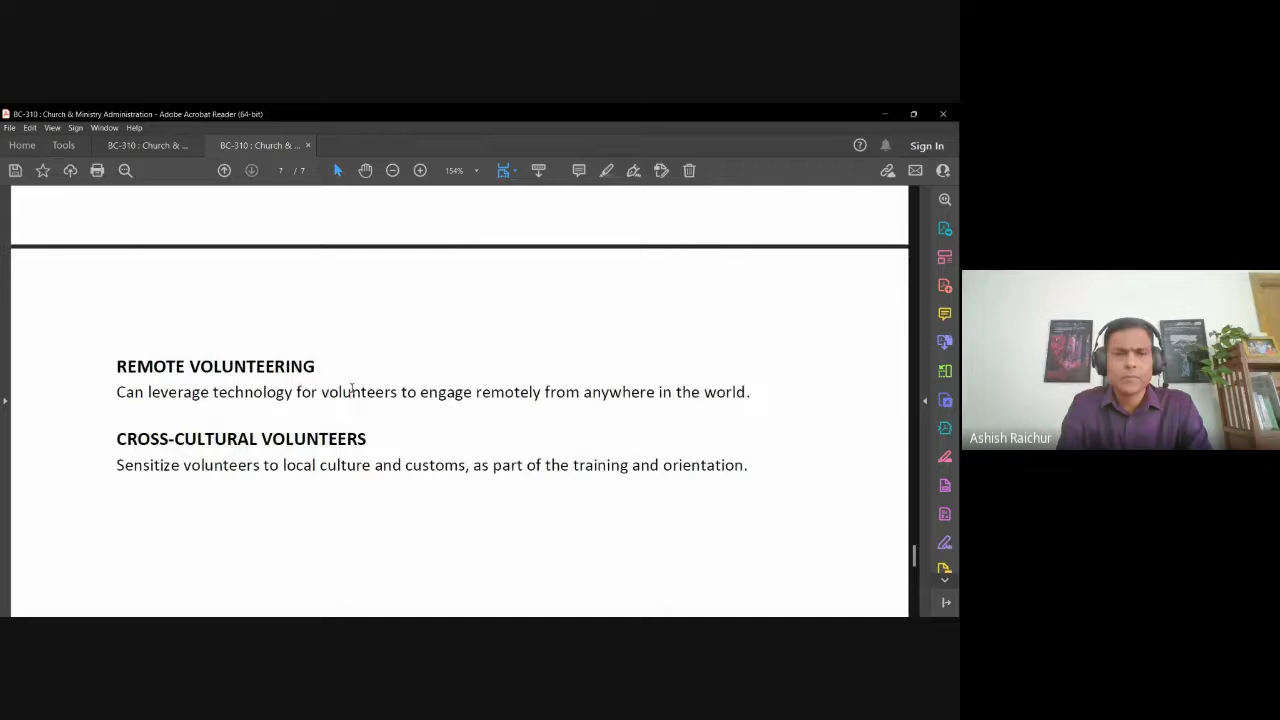 BC-310 : Church & Ministry Administration - Adobe Acrobat Reader (64-bit)
File Edit View Sign Window Help
Home Tools BC-310 : Church & ... BC-310 : Church & ... × Sign In
7 / 7 154%
REMOTE VOLUNTEERING
Can leverage technology for volunteers to engage remotely from anywhere in the world.
CROSS-CULTURAL VOLUNTEERS
Sensitize volunteers to local culture and customs, as part of the training and orientation.
Ashish Raichur